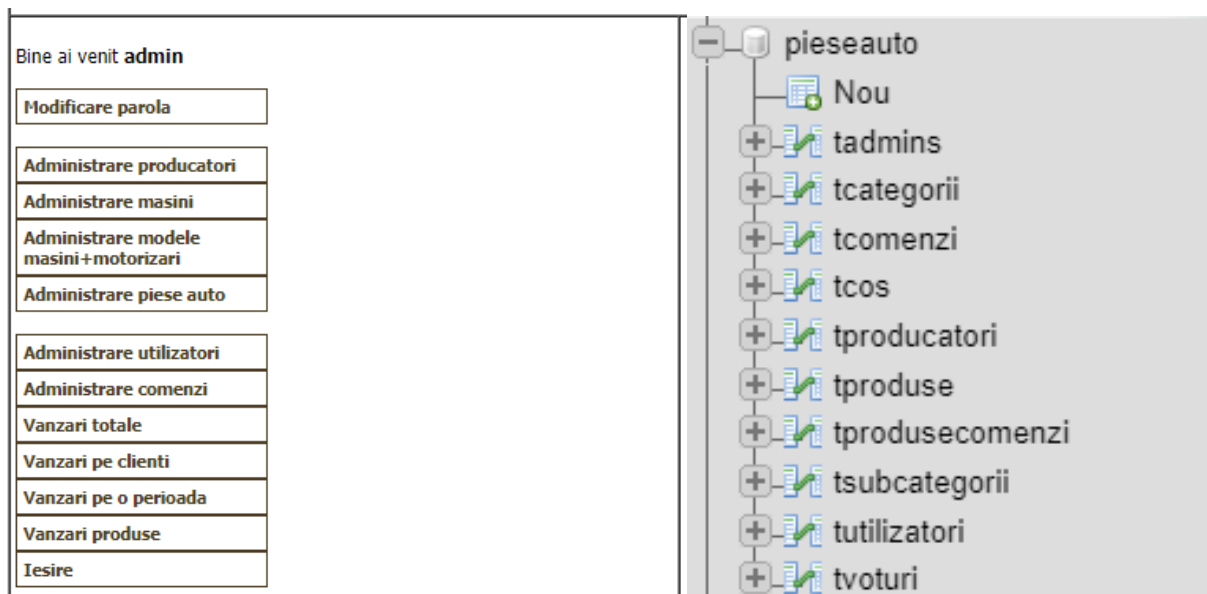 Bine ai venit admin
Modificare parola
Administrare producatori
Administrare masini
Administrare modele
masini+motorizari
Administrare piese auto
Administrare utilizatori
Administrare comenzi
Vanzari totale
Vanzari pe clienti
Vanzari pe o perioada
Vanzari produse
Iesire
pieseauto
Nou
tadmins
tcategorii
tcomenzi
tcos
tproducatori
tproduse
tprodusecomenzi
tsubcategorii
tutilizatori
tvoturi